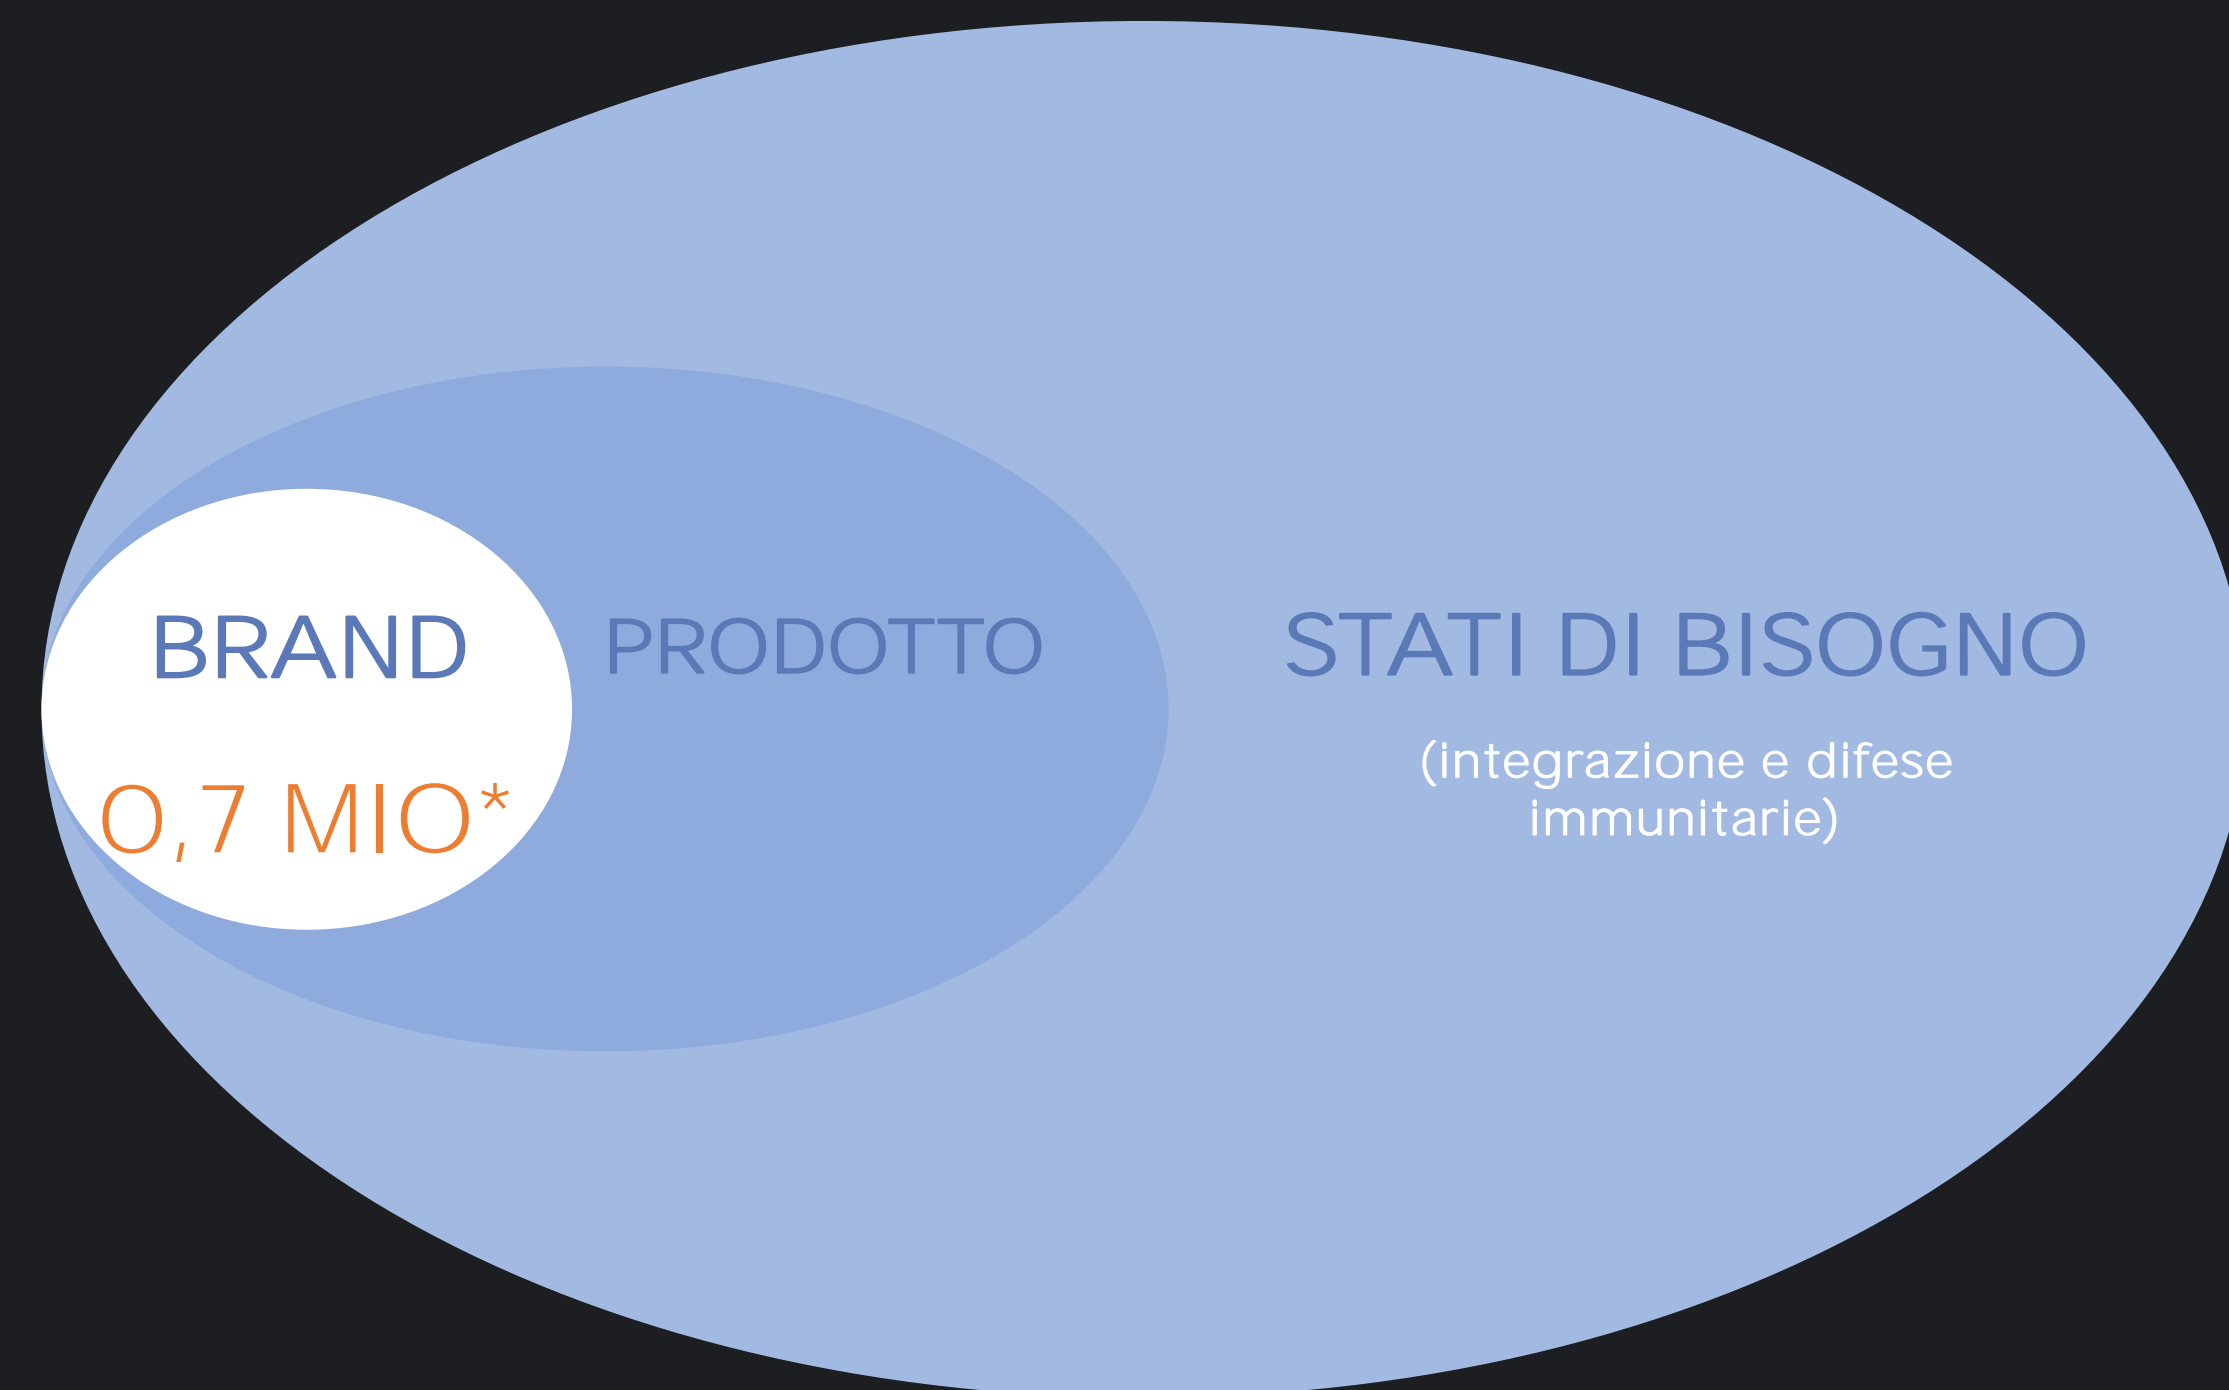 BRAND
0,7 MIO*
PRODOTTO
STATI DI BISOGNO
(integrazione e difese
immunitarie)